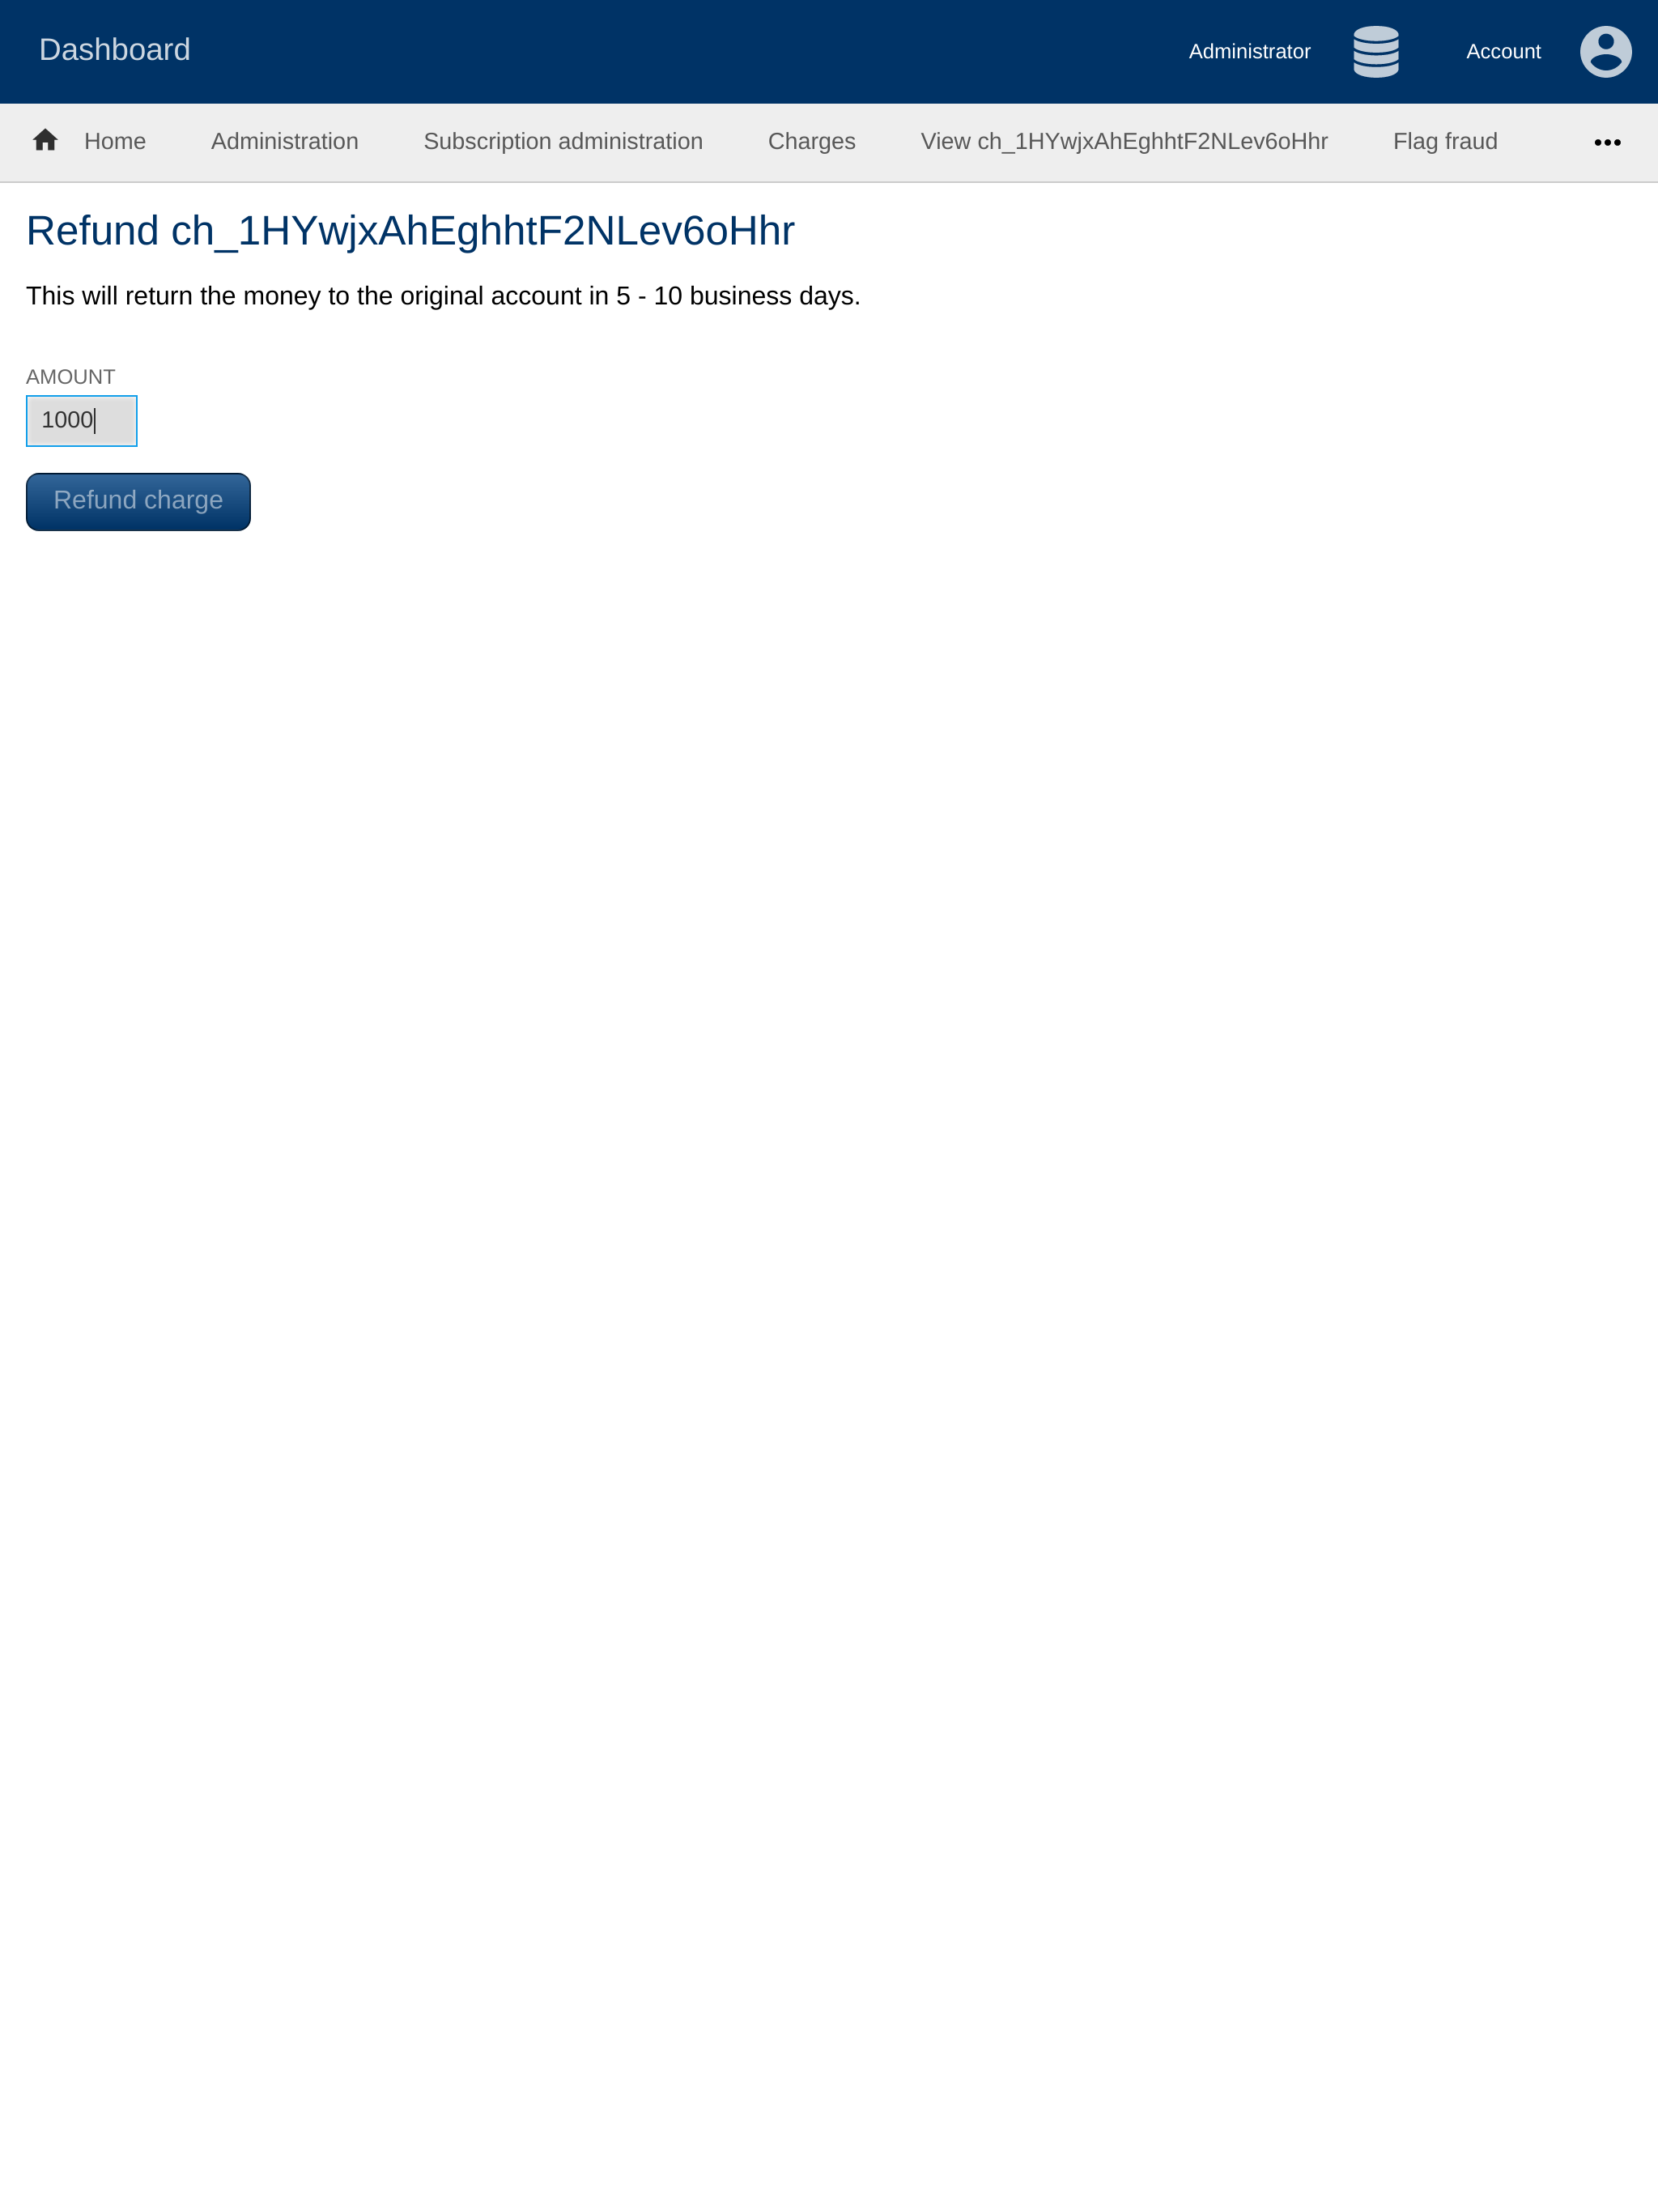 Dashboard
Administrator
Account
Home
Administration
Subscription administration
Charges
View ch_1HYwjxAhEghhtF2NLev6oHhr
Flag fraud
Refund ch_1HYwjxAhEghhtF2NLev6oHhr
This will return the money to the original account in 5 - 10 business days.
AMOUNT
1000
Refund charge